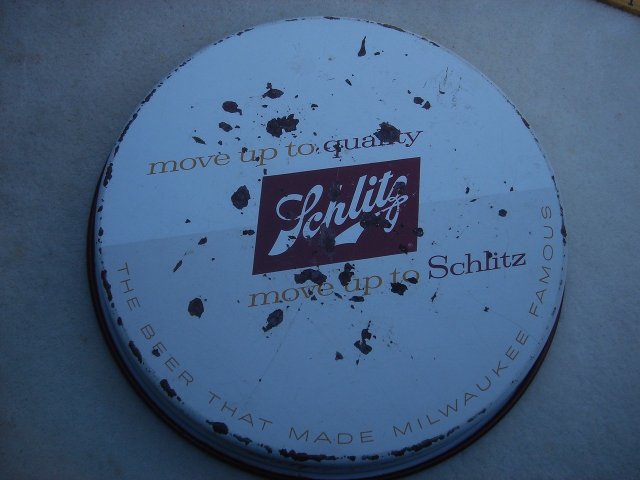 move up to quality
Schlitz
move up to Schlitz
THE BEER THAT MADE MILWAUKEE FAMOUS